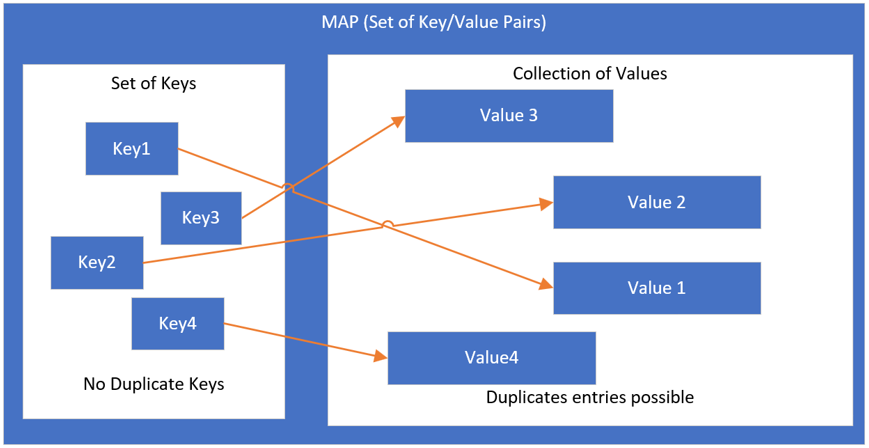 MAP (Set of Key/Value Pairs)
Set of Keys
Key1
Key3
Key2
Key4
No Duplicate Keys
Collection of Values
Value 3
Value 2
Value 1
Value4
Duplicates entries possible